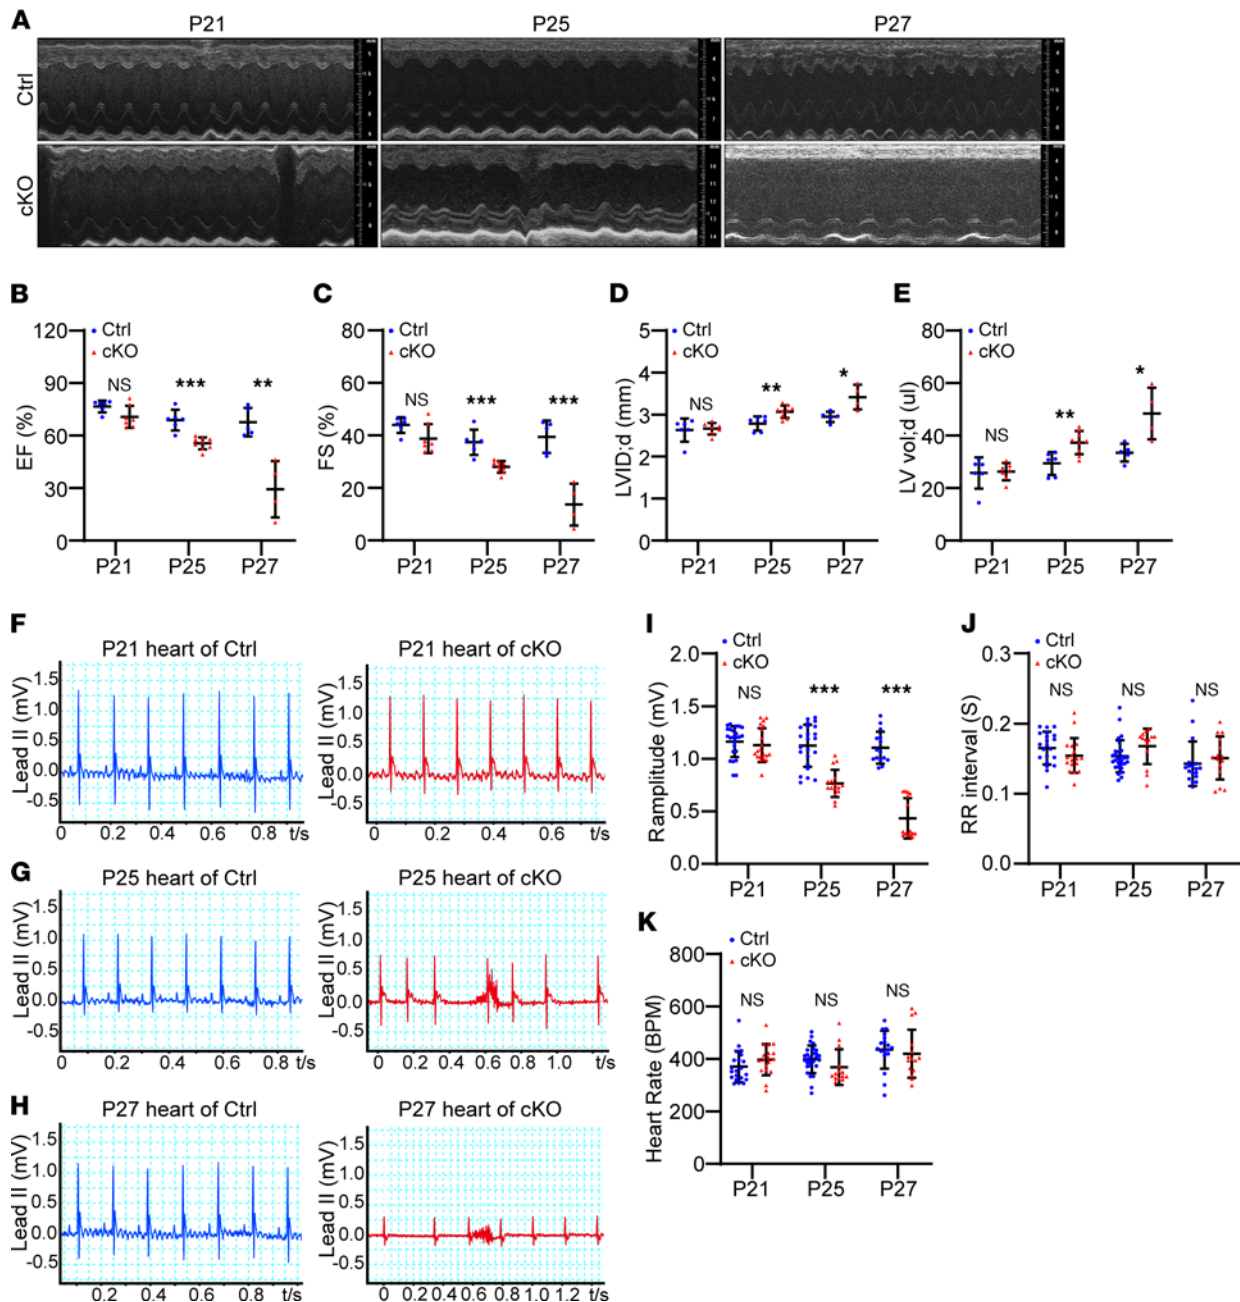 A
P21 P25 P27
Ctrl
cKO
B
Ctrl
cKO
EF (%)
120
90
60
30
0
NS *** **
P21 P25 P27
C
Ctrl
cKO
FS (%)
80
60
40
20
0
NS *** ***
P21 P25 P27
D
Ctrl
cKO
LVID;d (mm)
5
4
3
2
1
0
NS ** *
P21 P25 P27
E
Ctrl
cKO
LV vol;d (ul)
80
60
40
20
0
NS ** *
P21 P25 P27
F
P21 heart of Ctrl
Lead II (mV)
1.5
1.0
0.5
0.0
-0.5
0 0.2 0.4 0.6 0.8 t/s
P21 heart of cKO
Lead II (mV)
1.5
1.0
0.5
0.0
-0.5
0 0.2 0.4 0.6 t/s
G
P25 heart of Ctrl
Lead II (mV)
1.5
1.0
0.5
0.0
-0.5
0 0.2 0.4 0.6 0.8 t/s
P25 heart of cKO
Lead II (mV)
1.5
1.0
0.5
0.0
-0.5
0 0.2 0.4 0.6 0.8 1.0 t/s
H
P27 heart of Ctrl
Lead II (mV)
1.5
1.0
0.5
0.0
-0.5
0 0.2 0.4 0.6 0.8 t/s
P27 heart of cKO
Lead II (mV)
1.5
1.0
0.5
0.0
-0.5
0 0.2 0.4 0.6 0.8 1.0 1.2 t/s
I
Ctrl
cKO
Ramplitude (mV)
2.0
1.5
1.0
0.5
0.0
NS *** ***
P21 P25 P27
J
Ctrl
cKO
RR interval (S)
0.3
0.2
0.1
0.0
NS NS NS
P21 P25 P27
K
Ctrl
cKO
Heart Rate (BPM)
800
600
400
200
0
NS NS NS
P21 P25 P27